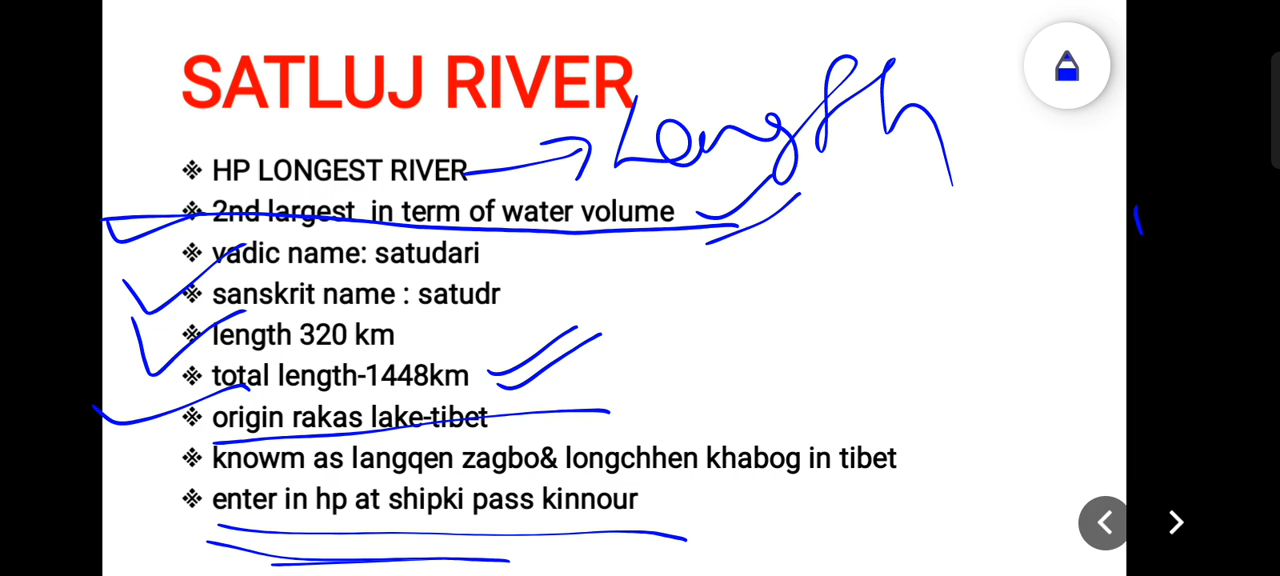 SATLUJ RIVER
Length
❖ HP LONGEST RIVER
❖ 2nd largest in term of water volume
❖ vadic name: satudari
❖ sanskrit name : satudr
❖ length 320 km
❖ total length-1448km
❖ origin rakas lake-tibet
❖ knowm as langqen zagbo& longchhen khabog in tibet
❖ enter in hp at shipki pass kinnour